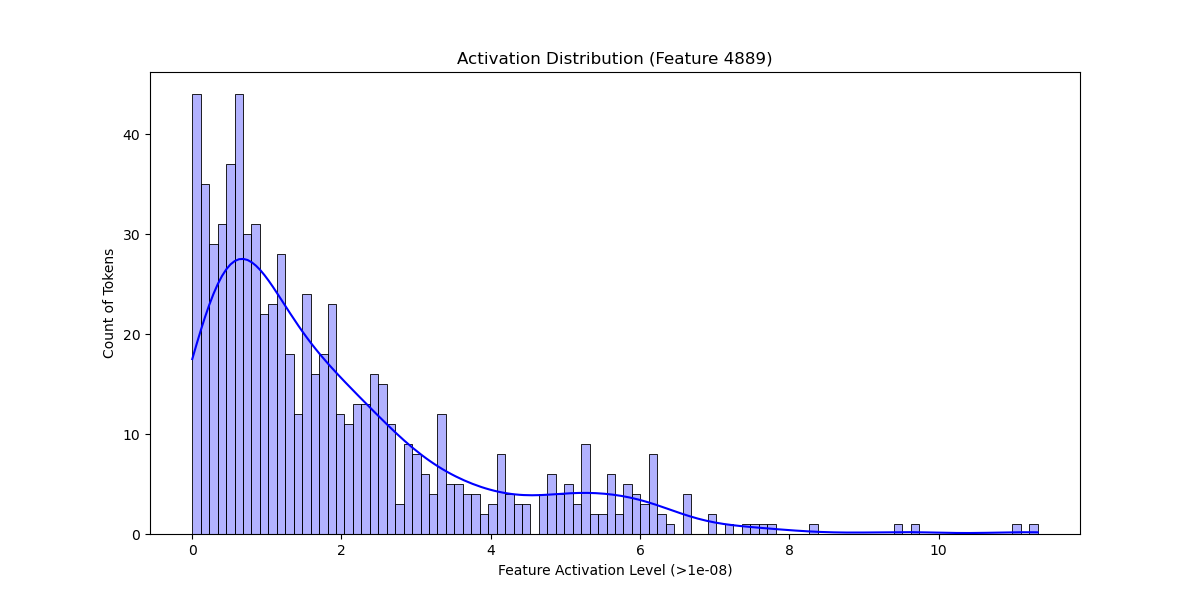 Activation Distribution (Feature 4889)
40
30
20
10
0
Count of Tokens
0 2 4 6 8 10
Feature Activation Level (>1e-08)